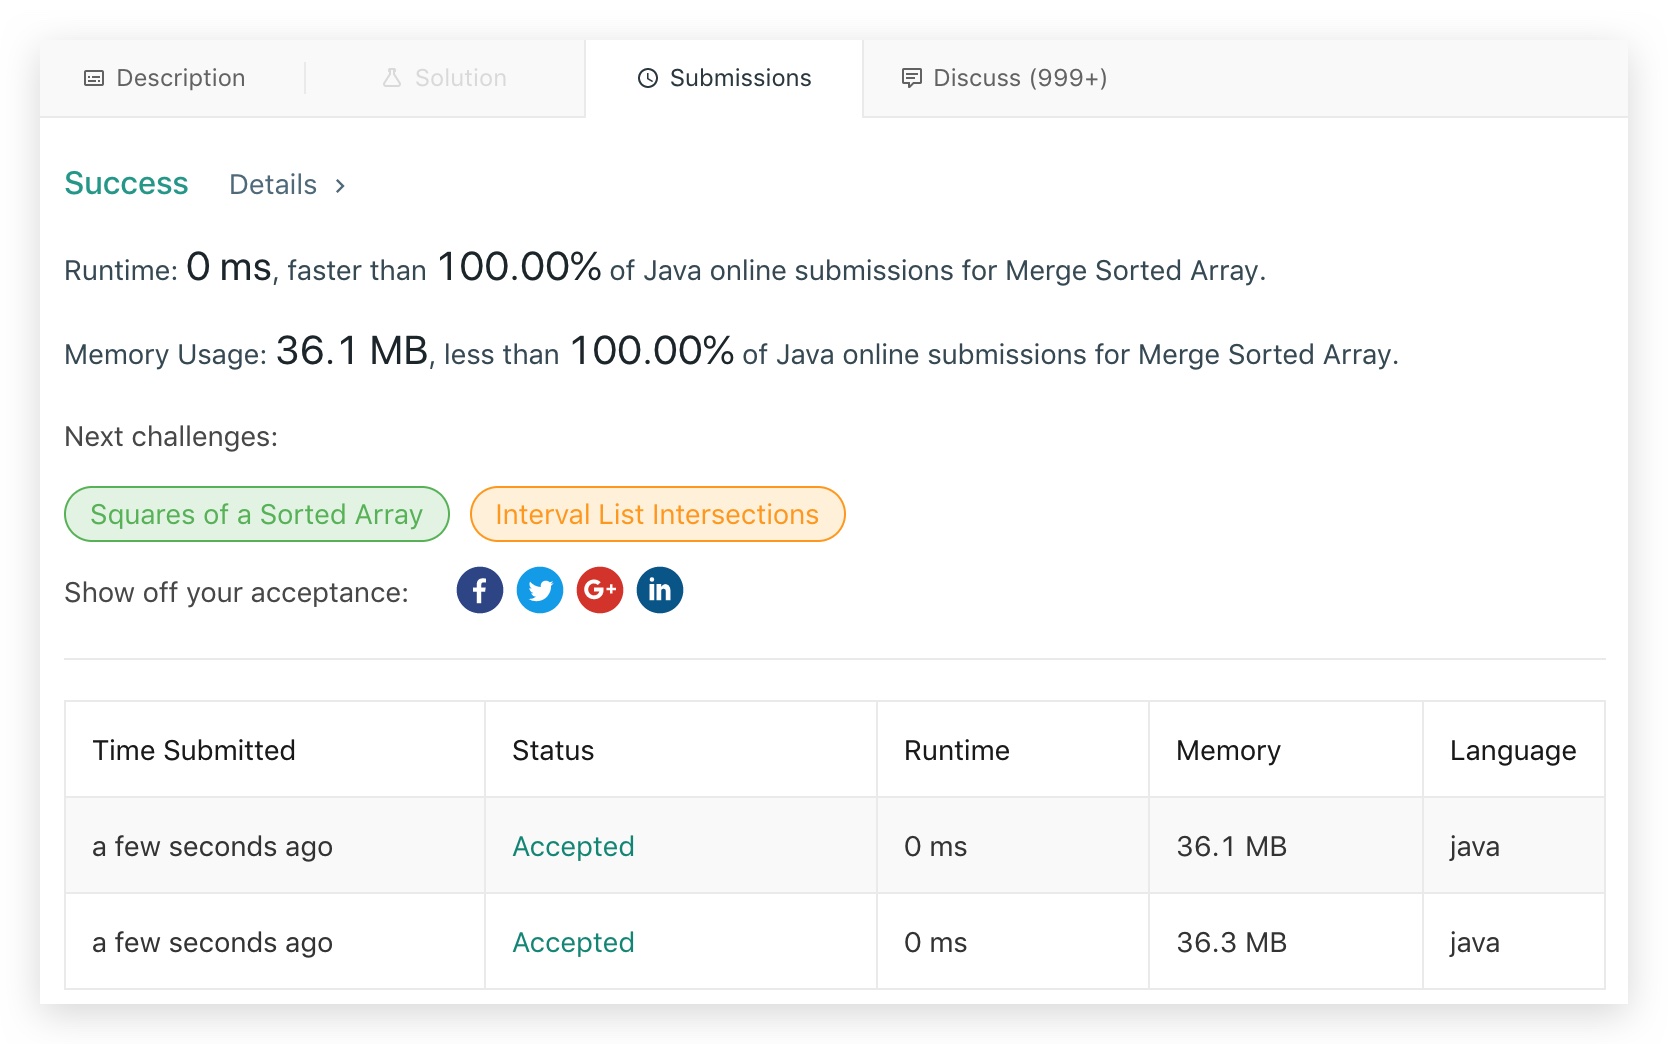 Description Solution Submissions Discuss (999+)
Success Details >
Runtime: 0 ms, faster than 100.00% of Java online submissions for Merge Sorted Array.
Memory Usage: 36.1 MB, less than 100.00% of Java online submissions for Merge Sorted Array.
Next challenges:
Squares of a Sorted Array Interval List Intersections
Show off your acceptance: f G+ in
Time Submitted Status Runtime Memory Language
a few seconds ago Accepted 0 ms 36.1 MB java
a few seconds ago Accepted 0 ms 36.3 MB java